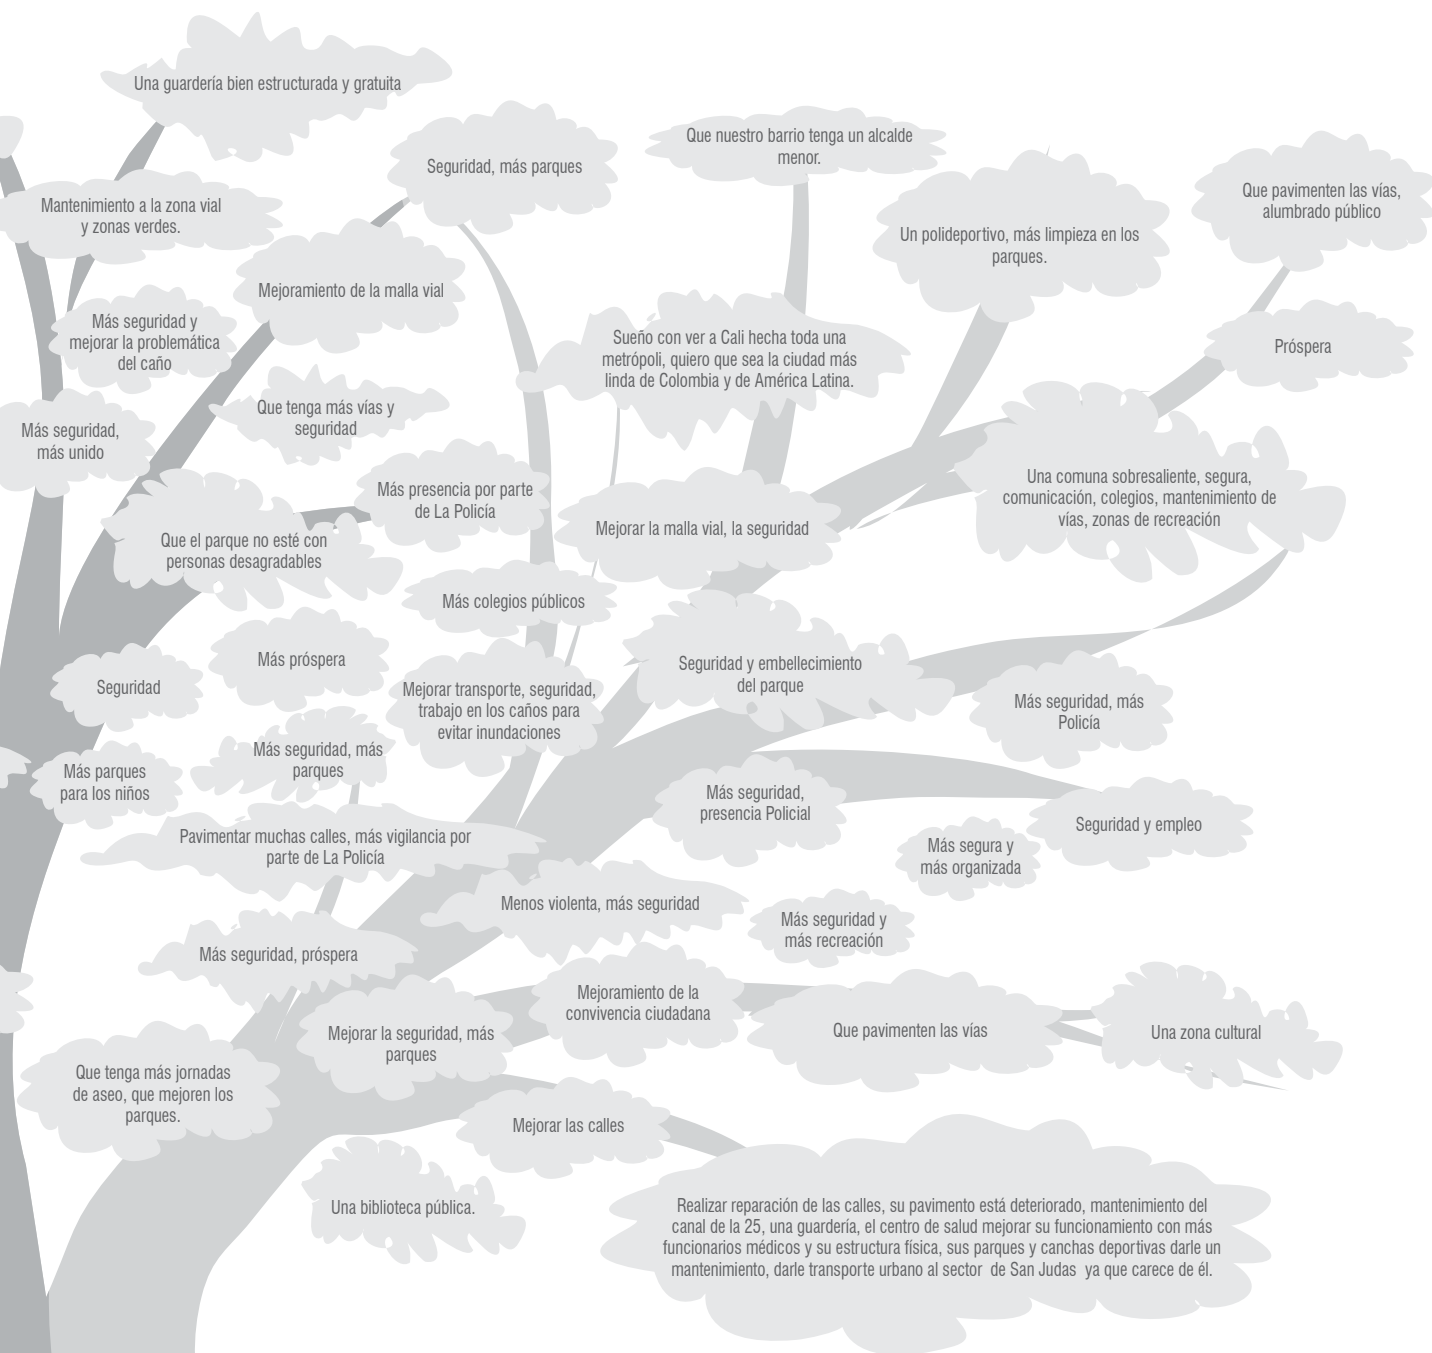 Una guardería bien estructurada y gratuita
Seguridad, más parques
Que nuestro barrio tenga un alcalde
menor.
Que pavimenten las vías,
alumbrado público
Mantenimiento a la zona vial
y zonas verdes.
Un polideportivo, más limpieza en los
parques.
Mejoramiento de la malla vial
Más seguridad y
mejorar la problemática
del caño
Sueño con ver a Cali hecha toda una
metrópoli, quiero que sea la ciudad más
linda de Colombia y de América Latina.
Próspera
Que tenga más vías y
seguridad
Más seguridad,
más unido
Más presencia por parte
de La Policía
Mejorar la malla vial, la seguridad
Una comuna sobresaliente, segura,
comunicación, colegios, mantenimiento de
vías, zonas de recreación
Que el parque no esté con
personas desagradables
Más colegios públicos
Más próspera
Seguridad
Mejorar transporte, seguridad,
trabajo en los caños para
evitar inundaciones
Seguridad y embellecimiento
del parque
Más seguridad, más
Policía
Más seguridad, más
parques
Más parques
para los niños
Más seguridad,
presencia Policial
Seguridad y empleo
Pavimentar muchas calles, más vigilancia por
parte de La Policía
Más segura y
más organizada
Menos violenta, más seguridad
Más seguridad y
más recreación
Más seguridad, próspera
Mejoramiento de la
convivencia ciudadana
Mejorar la seguridad, más
parques
Que pavimenten las vías
Una zona cultural
Que tenga más jornadas
de aseo, que mejoren los
parques.
Mejorar las calles
Una biblioteca pública.
Realizar reparación de las calles, su pavimento está deteriorado, mantenimiento del
canal de la 25, una guardería, el centro de salud mejorar su funcionamiento con más
funcionarios médicos y su estructura física, sus parques y canchas deportivas darle un
mantenimiento, darle transporte urbano al sector de San Judas ya que carece de él.